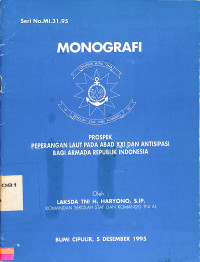 Seri No.MI.31.95
MONOGRAFI
PROSPEK
PEPERANGAN LAUT PADA ABAD XXI DAN ANTISIPASI
BAGI ARMADA REPUBLIK INDONESIA
Oleh :
LAKSDA TNI H. HARYONO, S.IP.
KOMANDAN SEKOLAH STAF DAN KOMANDO TNI AL
BUMI CIPULIR, 5 DESEMBER 1995